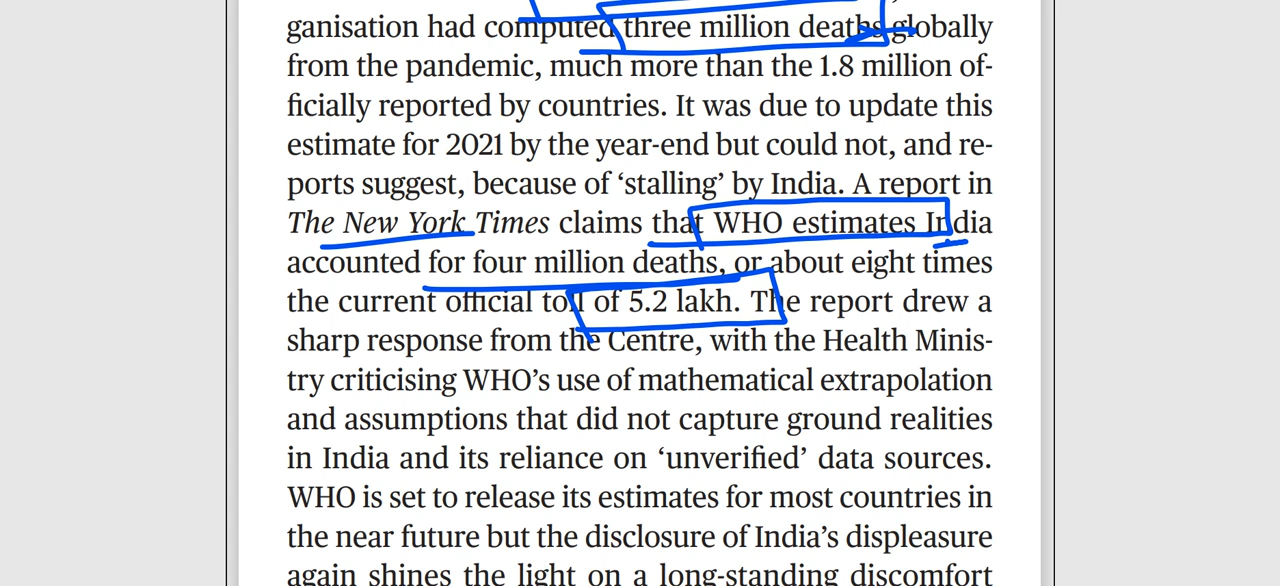 ganisation had computed three million deaths globally
from the pandemic, much more than the 1.8 million of-
ficially reported by countries. It was due to update this
estimate for 2021 by the year-end but could not, and re-
ports suggest, because of ‘stalling’ by India. A report in
The New York Times claims that WHO estimates India
accounted for four million deaths, or about eight times
the current official toll of 5.2 lakh. The report drew a
sharp response from the Centre, with the Health Minis-
try criticising WHO’s use of mathematical extrapolation
and assumptions that did not capture ground realities
in India and its reliance on ‘unverified’ data sources.
WHO is set to release its estimates for most countries in
the near future but the disclosure of India’s displeasure
again shines the light on a long-standing discomfort